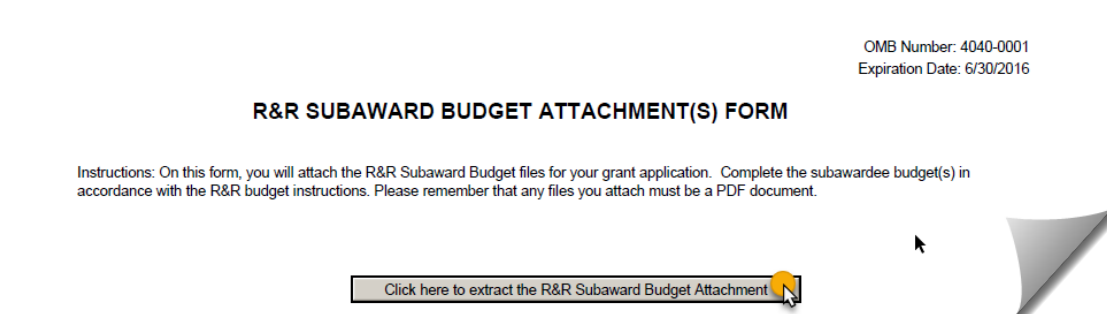 OMB Number: 4040-0001
Expiration Date: 6/30/2016
R&R SUBAWARD BUDGET ATTACHMENT(S) FORM
Instructions: On this form, you will attach the R&R Subaward Budget files for your grant application.  Complete the subawardee budget(s) in
accordance with the R&R budget instructions. Please remember that any files you attach must be a PDF document.
Click here to extract the R&R Subaward Budget Attachment